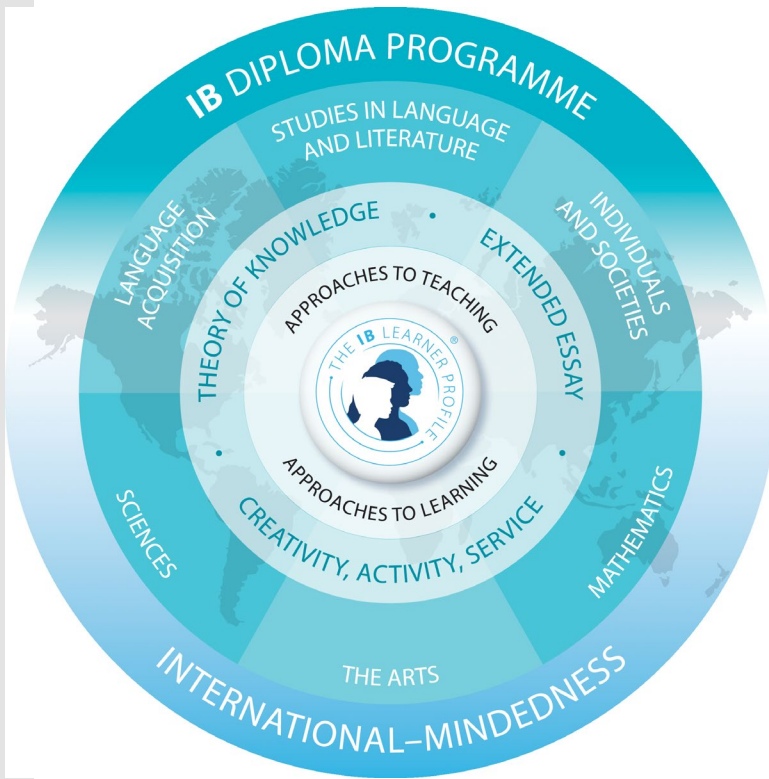 IB DIPLOMA PROGRAMME
STUDIES IN LANGUAGE
AND LITERATURE
LANGUAGE
ACQUISITION
INDIVIDUALS
AND SOCIETIES
THEORY OF KNOWLEDGE
EXTENDED ESSAY
APPROACHES TO TEACHING
THE IB LEARNER PROFILE ®
APPROACHES TO LEARNING
CREATIVITY, ACTIVITY, SERVICE
SCIENCES
MATHEMATICS
THE ARTS
INTERNATIONAL–MINDEDNESS